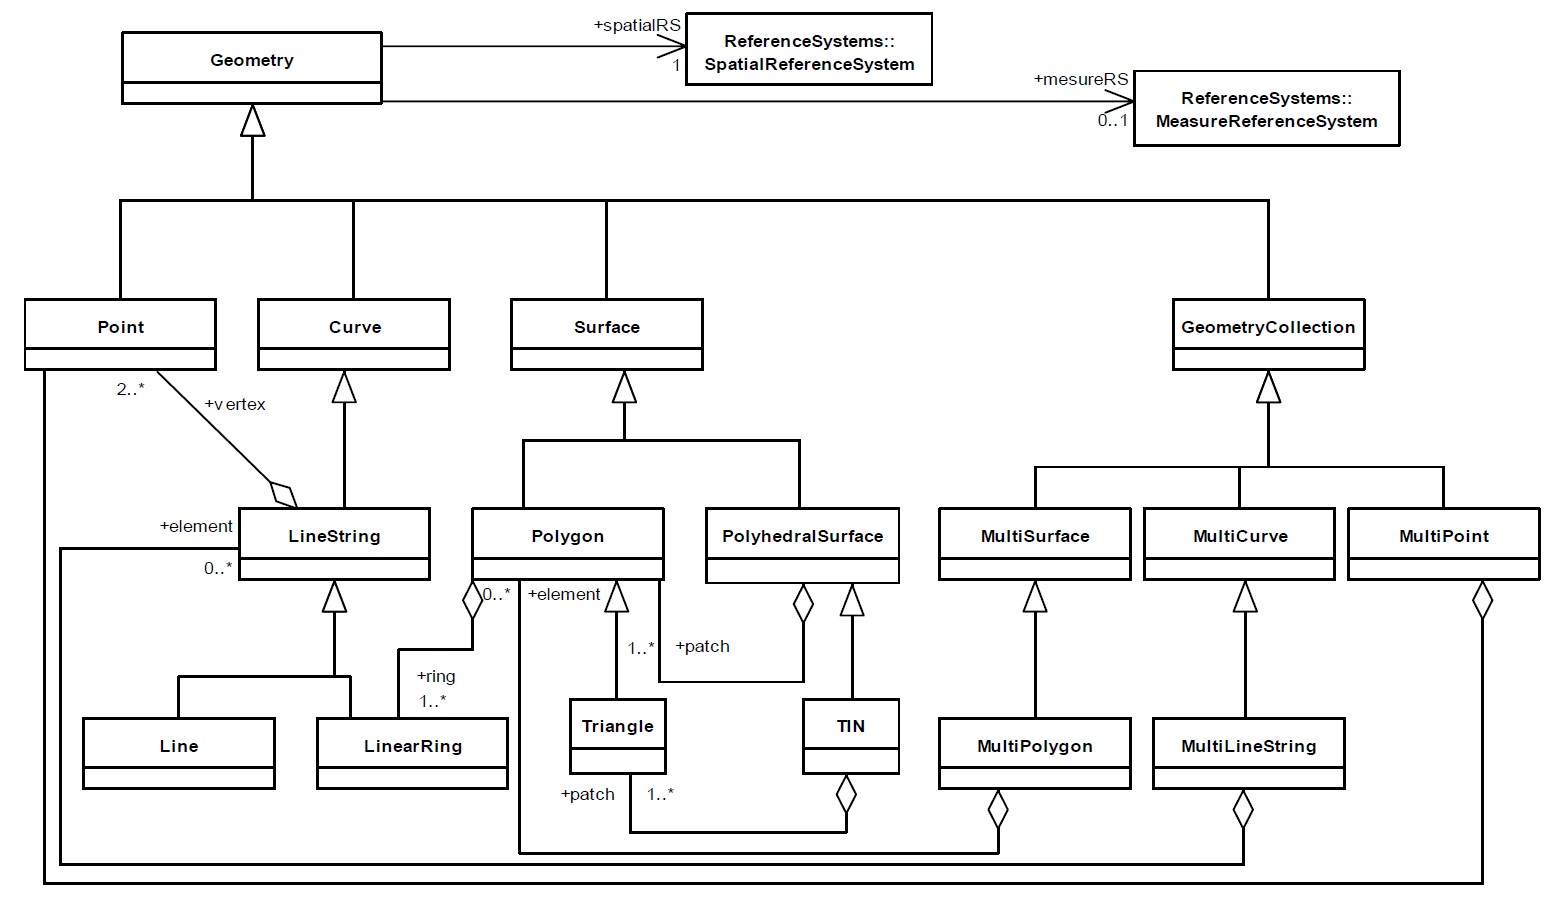 +spatialRS
ReferenceSystems::
SpatialReferenceSystem
1
Geometry
+mesureRS
ReferenceSystems::
MeasureReferenceSystem
0..1
Point
Curve
Surface
GeometryCollection
2..*
+vertex
+element
0..*
LineString
Polygon
PolyhedralSurface
MultiSurface
MultiCurve
MultiPoint
0..*
+element
1..*
+patch
+ring
1..*
Line
LinearRing
Triangle
TIN
MultiPolygon
MultiLineString
+patch
1..*